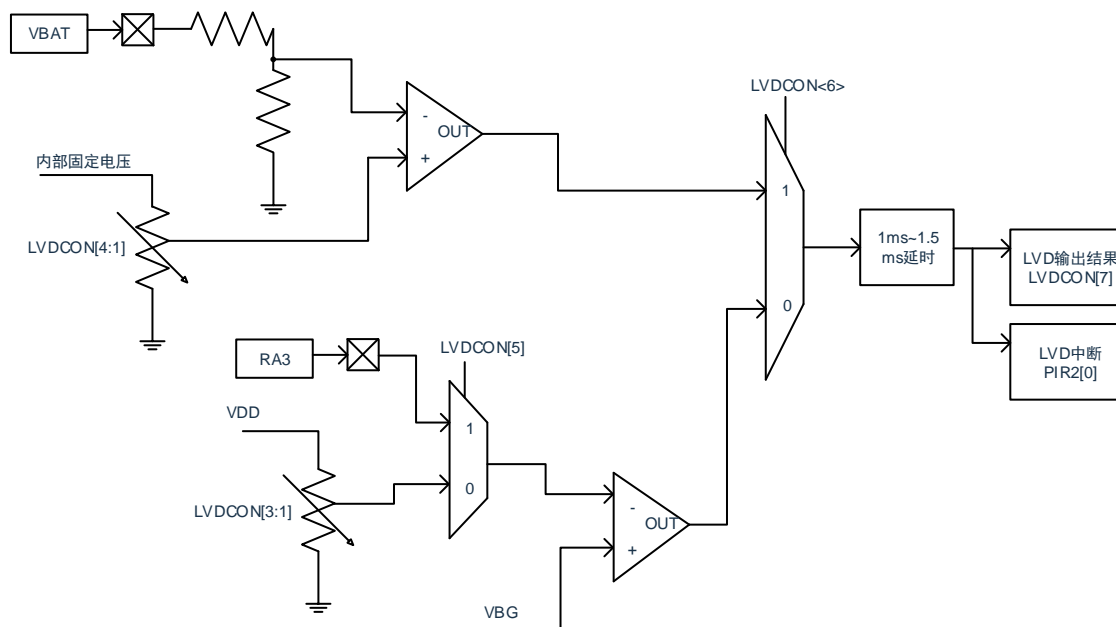 VBAT
LVDCON<6>
-
OUT
+
内部固定电压
1
LVDCON[4:1]
1ms~1.5
ms延时
LVD输出结果
LVDCON[7]
0
RA3
LVDCON[5]
LVD中断
PIR2[0]
VDD
1
0
LVDCON[3:1]
-
OUT
+
VBG